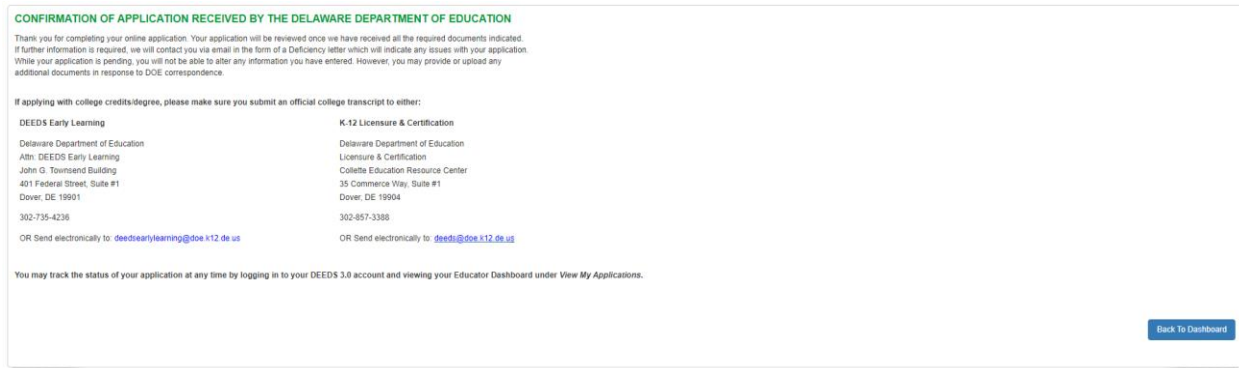 CONFIRMATION OF APPLICATION RECEIVED BY THE DELAWARE DEPARTMENT OF EDUCATION
Thank you for completing your online application. Your application will be reviewed once we have received all the required documents indicated.
If further information is required, we will contact you via email in the form of a Deficiency letter which will indicate any issues with your application.
While your application is pending, you will not be able to alter any information you have entered. However, you may provide or upload any
additional documents in response to DOE correspondence.
If applying with college credits/degree, please make sure you submit an official college transcript to either:
DEEDS Early Learning
Delaware Department of Education
Attn: DEEDS Early Learning
John G. Townsend Building
401 Federal Street, Suite #1
Dover, DE 19901
302-735-4236
OR Send electronically to: deedsearlylearning@doe.k12.de.us
K-12 Licensure & Certification
Delaware Department of Education
Licensure & Certification
Collette Education Resource Center
35 Commerce Way, Suite #1
Dover, DE 19904
302-857-3388
OR Send electronically to: deeds@doe.k12.de.us
You may track the status of your application at any time by logging in to your DEEDS 3.0 account and viewing your Educator Dashboard under View My Applications.
Back To Dashboard